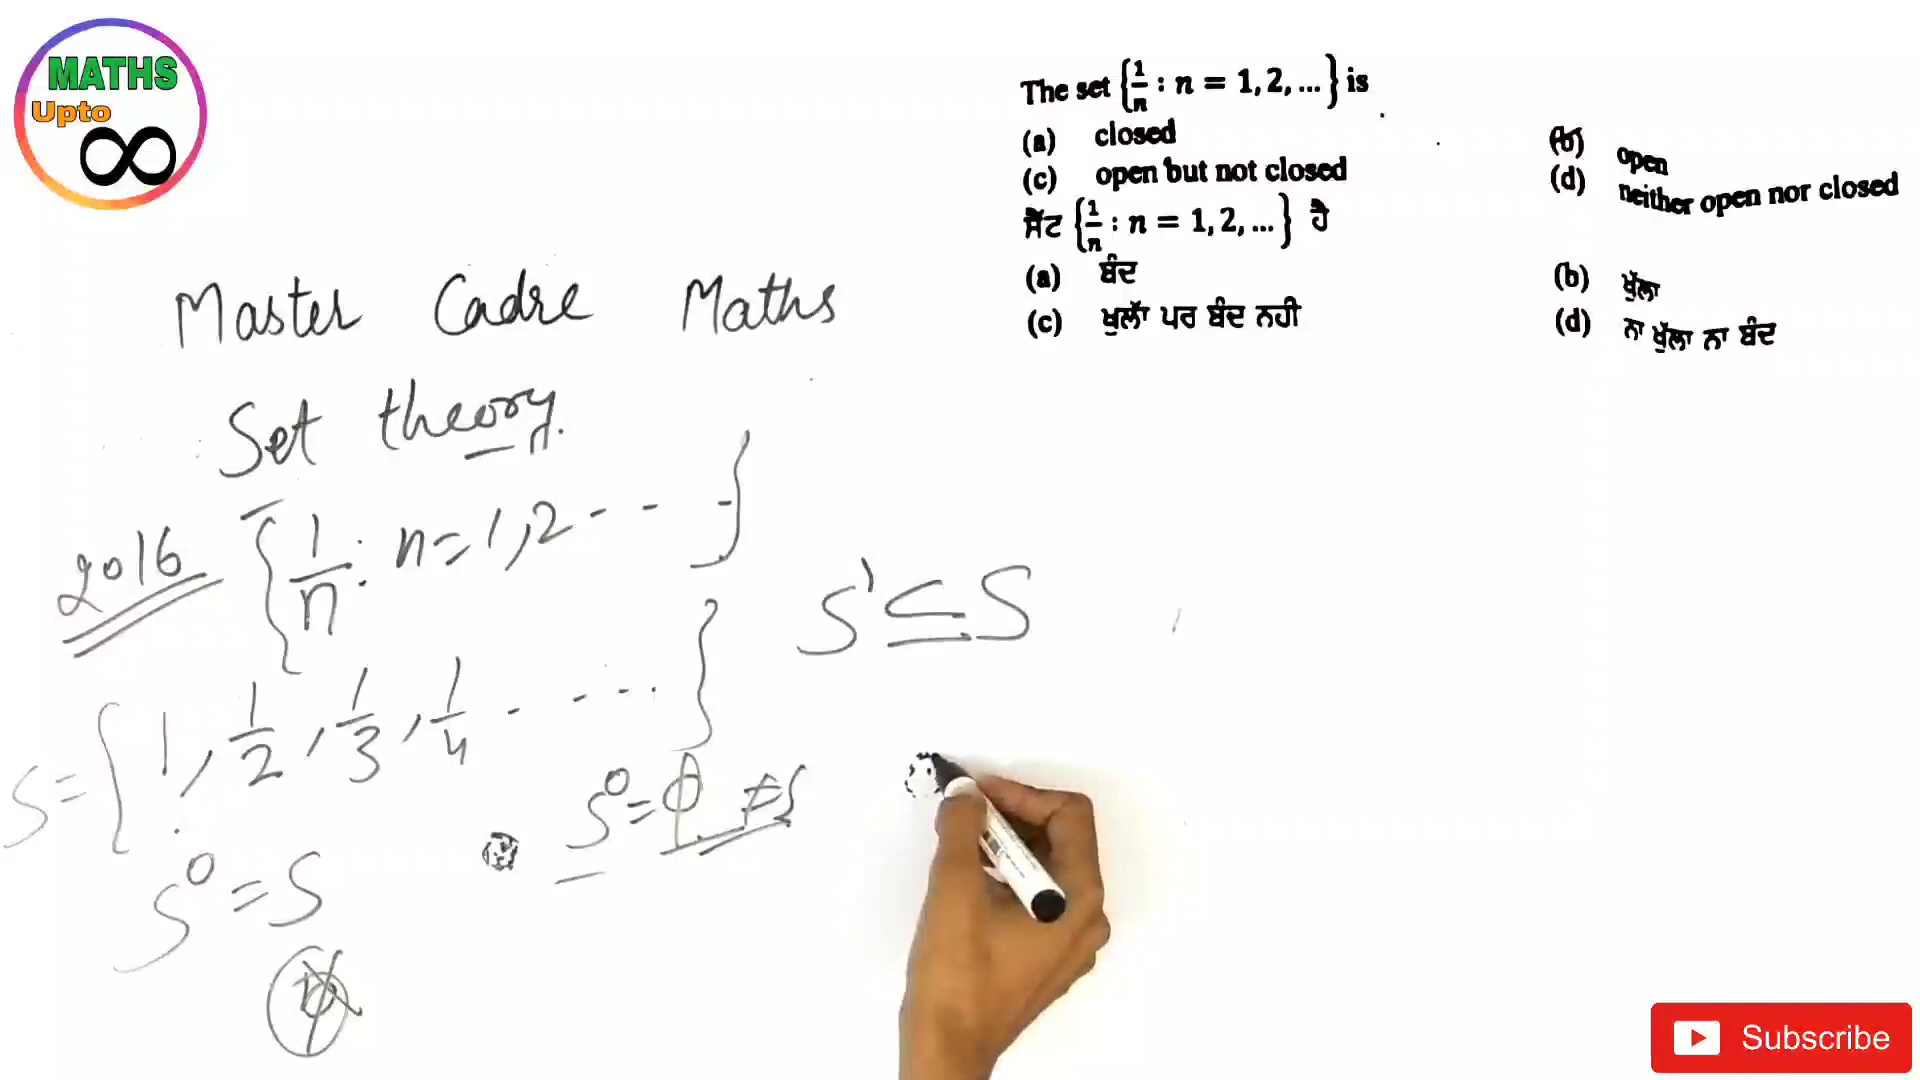 MATHS
Upto
∞
The set {1/n : n = 1, 2, ...} is
(a) closed (b) open
(c) open but not closed (d) neither open nor closed
ਸੈੱਟ {1/n : n = 1, 2, ...} ਹੈ
(a) ਬੰਦ (b) ਖੁੱਲਾ
(c) ਖੁਲਾੱ ਪਰ ਬੰਦ ਨਹੀ (d) ਨਾ ਖੁੱਲਾ ਨਾ ਬੰਦ
Master Cadre Maths
Set theory.
2016 {1/n : n=1,2 - - - }
S' ⊆ S
S = {1, 1/2, 1/3, 1/4 - - - - }
S⁰ = ϕ ≠ S
S⁰ = S
Subscribe